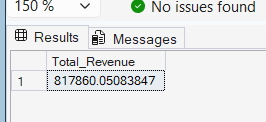 150 %
No issues found
Results
Messages
Total_Revenue
1 817860.05083847